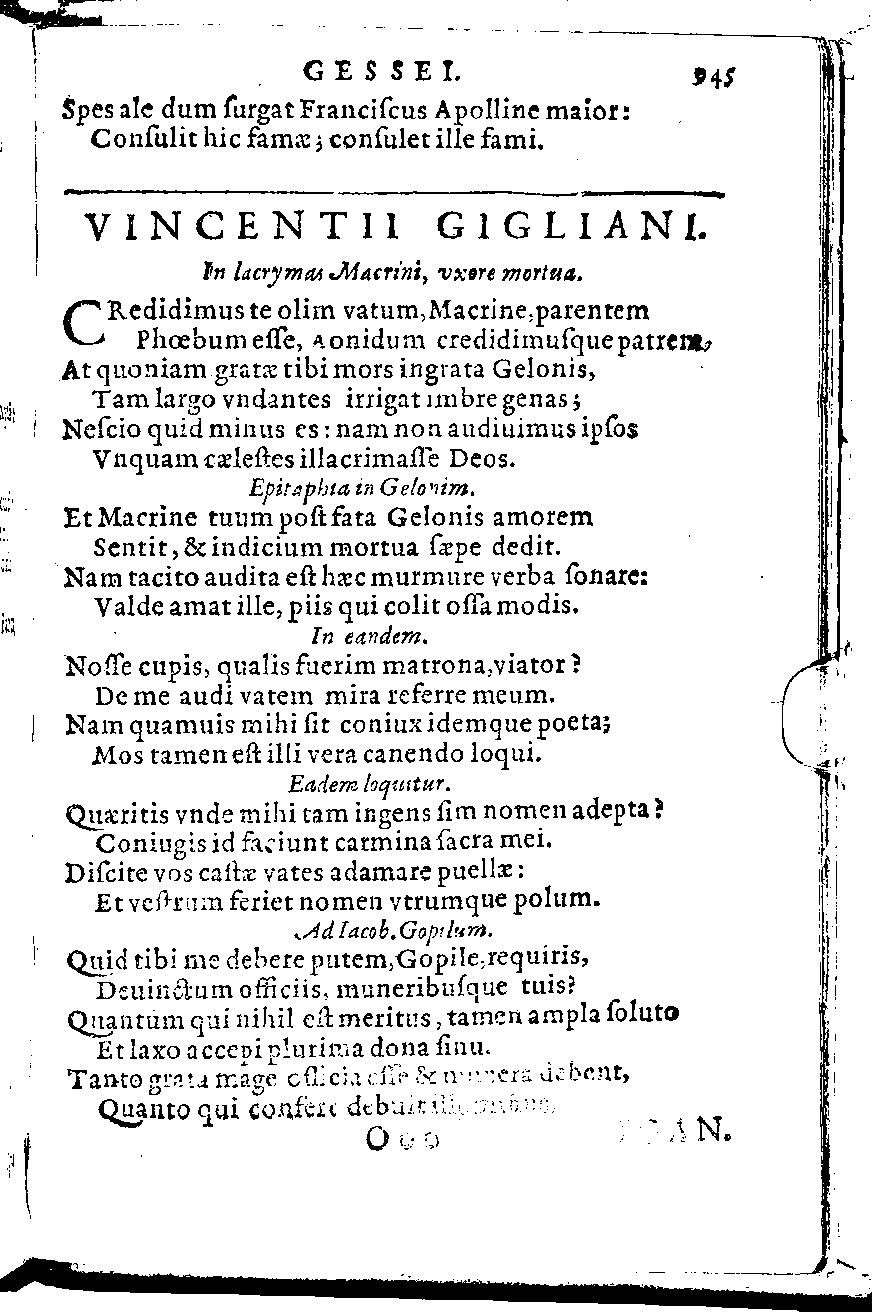 GESSEI. 945
Spes ale dum ſurgat Franciſcus Apolline maior:
Conſulit hic famæ; conſulet ille fami.
VINCENTII GIGLIANI.
In lacrymas Macrini, vxore mortua.
CRedidimus te olim vatum, Macrine, parentem
Phœbum eſſe, Aonidum credidimuſque patrem,
At quoniam gratæ tibi mors ingrata Gelonis,
Tam largo vndantes irrigat imbre genas;
Neſcio quid minus es: nam non audiuimus ipſos
Vnquam cæleſtes illacrimaſſe Deos.
Epitaphia in Gelonim.
Et Macrine tuum poſt fata Gelonis amorem
Sentit, & indicium mortua ſæpe dedit.
Nam tacito audita eſt hæc murmure verba ſonare:
Valde amat ille, piis qui colit oſſa modis.
In eandem.
Noſſe cupis, qualis fuerim matrona, viator?
De me audi vatem mira referre meum.
Nam quamuis mihi ſit coniux idemque poeta;
Mos tamen eſt illi vera canendo loqui.
Eadem loquitur.
Quæritis vnde mihi tam ingens ſim nomen adepta?
Coniugis id faciunt carmina ſacra mei.
Diſcite vos caſtæ vates adamare puellæ:
Et veſtrum feriet nomen vtrumque polum.
Ad Iacob. Gopilum.
Quid tibi me debere putem, Gopile, requiris,
Deuinctum officiis, muneribuſque tuis?
Quantum qui nihil eſt meritus, tamen ampla ſoluto
Et laxo accepi plurima dona ſinu.
Tanto grata mage officia eſſe & munera debent,
Quanto qui conferre debuit
Ooo